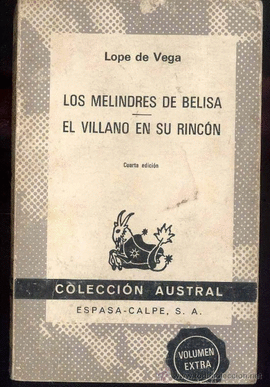 Lope de Vega
LOS MELINDRES DE BELISA
EL VILLANO EN SU RINCÓN
Cuarta edición
COLECCIÓN AUSTRAL
ESPASA-CALPE, S. A.
VOLUMEN
EXTRA